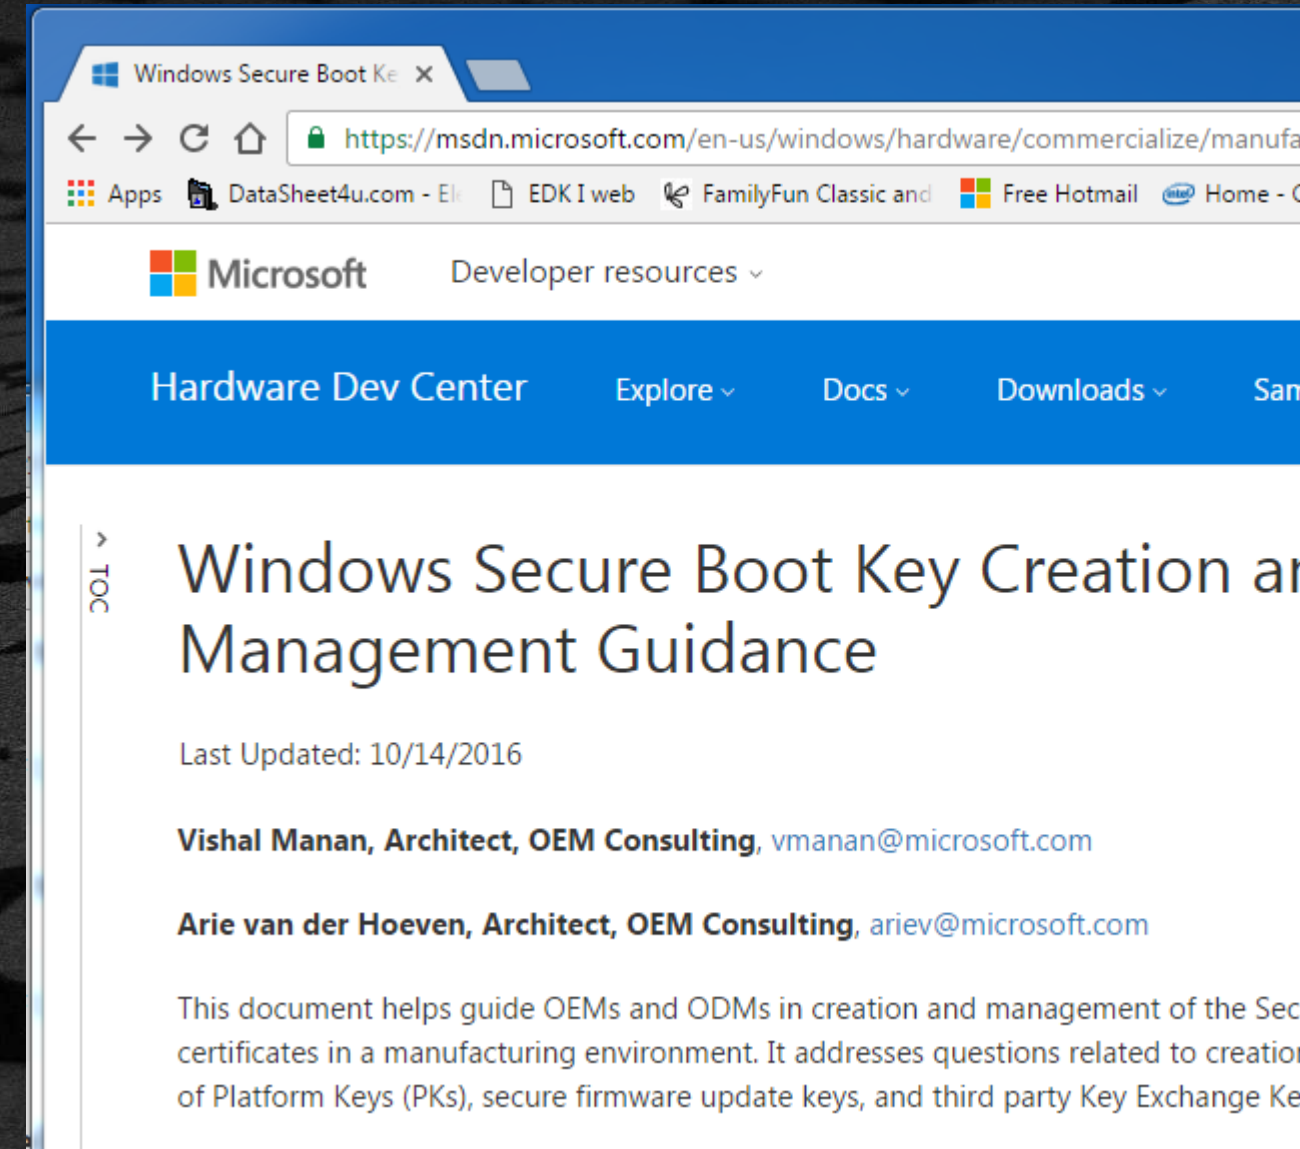 Windows Secure Boot Ke
https://msdn.microsoft.com/en-us/windows/hardware/commercialize/manufa
Apps DataSheet4u.com - Ele EDK I web FamilyFun Classic and Free Hotmail intel Home - C
Microsoft Developer resources
Hardware Dev Center Explore Docs Downloads Sam
TOC
Windows Secure Boot Key Creation an
Management Guidance
Last Updated: 10/14/2016
Vishal Manan, Architect, OEM Consulting, vmanan@microsoft.com
Arie van der Hoeven, Architect, OEM Consulting, ariev@microsoft.com
This document helps guide OEMs and ODMs in creation and management of the Sec
certificates in a manufacturing environment. It addresses questions related to creation
of Platform Keys (PKs), secure firmware update keys, and third party Key Exchange Ke